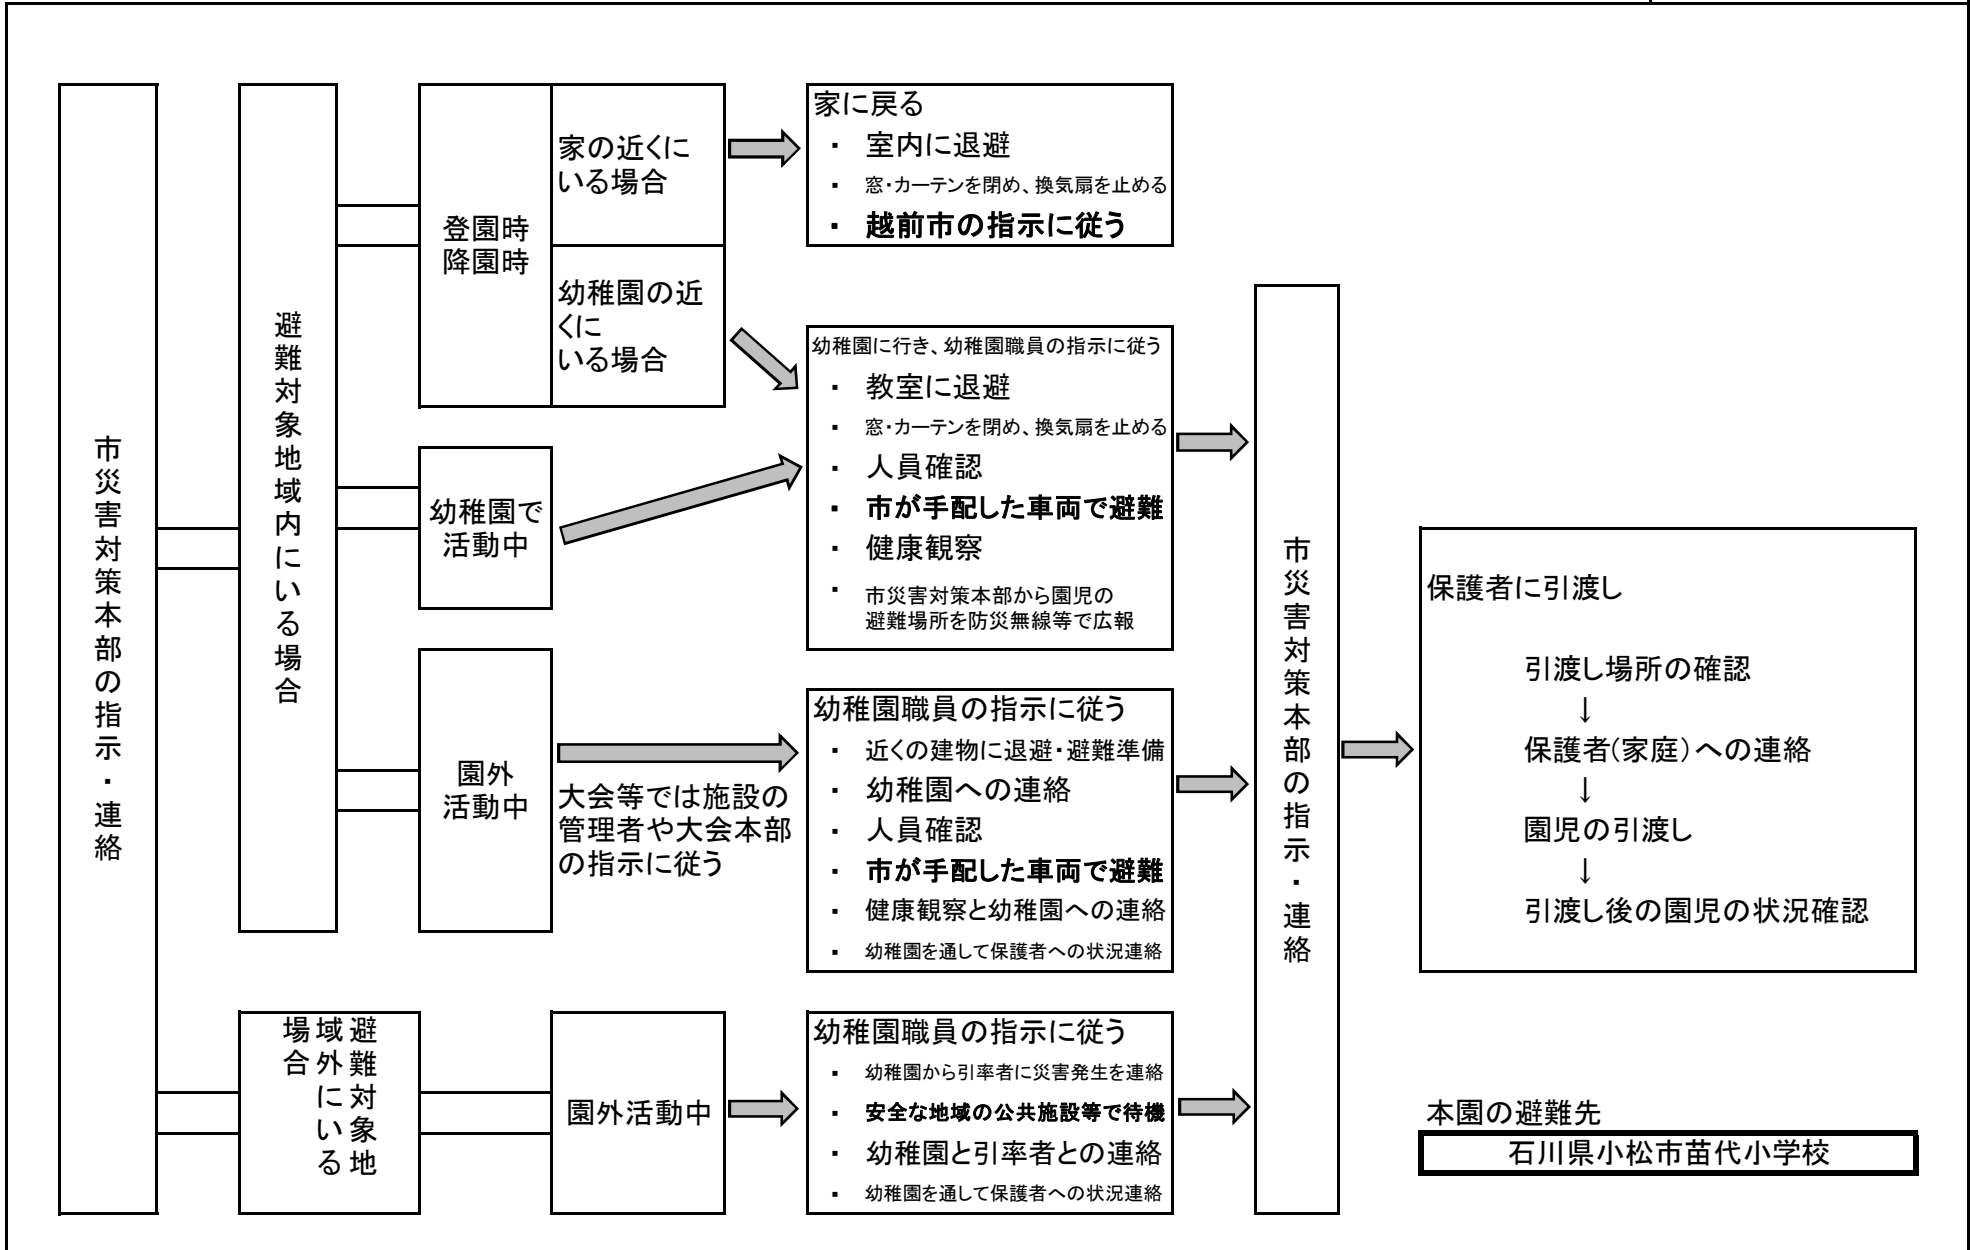 市災害対策本部の指示・連絡
避難対象地域内にいる場合
登園時
降園時
家の近くに
いる場合
家に戻る
・ 室内に退避
・ 窓・カーテンを閉め、換気扇を止める
・ 越前市の指示に従う
幼稚園の近
くに
いる場合
幼稚園に行き、幼稚園職員の指示に従う
・ 教室に退避
・ 窓・カーテンを閉め、換気扇を止める
・ 人員確認
・ 市が手配した車両で避難
・ 健康観察
・ 市災害対策本部から園児の
避難場所を防災無線等で広報
幼稚園で
活動中
園外
活動中
大会等では施設の
管理者や大会本部
の指示に従う
幼稚園職員の指示に従う
・ 近くの建物に退避・避難準備
・ 幼稚園への連絡
・ 人員確認
・ 市が手配した車両で避難
・ 健康観察と幼稚園への連絡
・ 幼稚園を通して保護者への状況連絡
避難対象地
域外にいる
場合
園外活動中
幼稚園職員の指示に従う
・ 幼稚園から引率者に災害発生を連絡
・ 安全な地域の公共施設等で待機
・ 幼稚園と引率者との連絡
・ 幼稚園を通して保護者への状況連絡
市災害対策本部の指示・連絡
保護者に引渡し
引渡し場所の確認
↓
保護者(家庭)への連絡
↓
園児の引渡し
↓
引渡し後の園児の状況確認
本園の避難先
石川県小松市苗代小学校